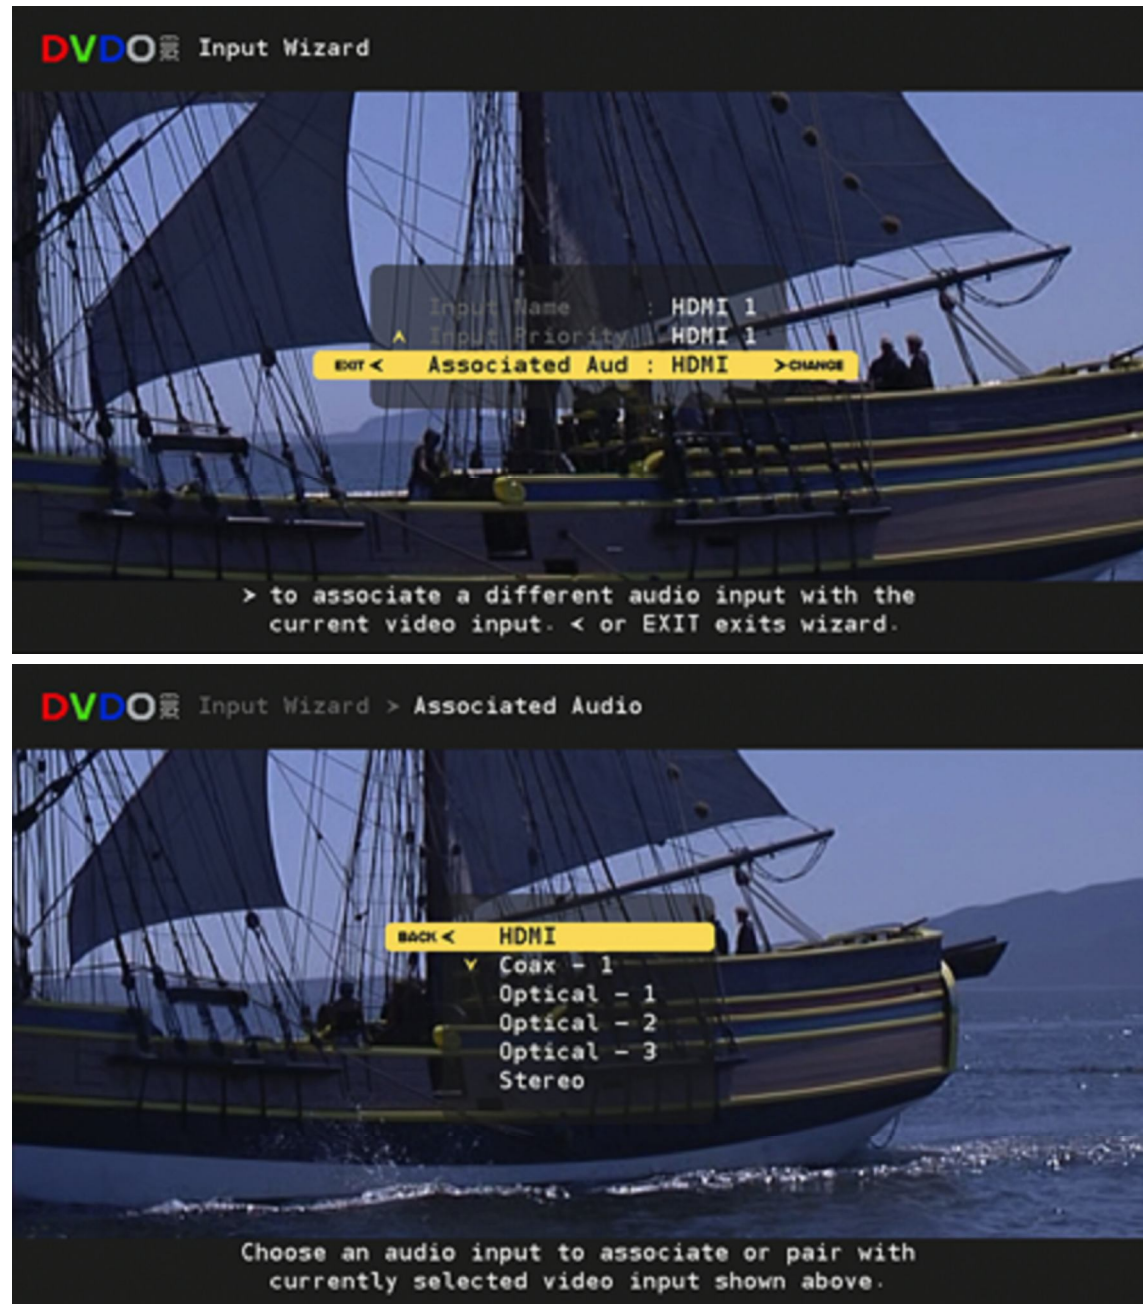 DVDO Input Wizard
Input Name : HDMI 1
Input Priority : HDMI 1
EXIT < Associated Aud : HDMI >CHANGE
> to associate a different audio input with the
current video input. < or EXIT exits wizard.
DVDO Input Wizard > Associated Audio
BACK < HDMI
Coax - 1
Optical - 1
Optical - 2
Optical - 3
Stereo
Choose an audio input to associate or pair with
currently selected video input shown above.